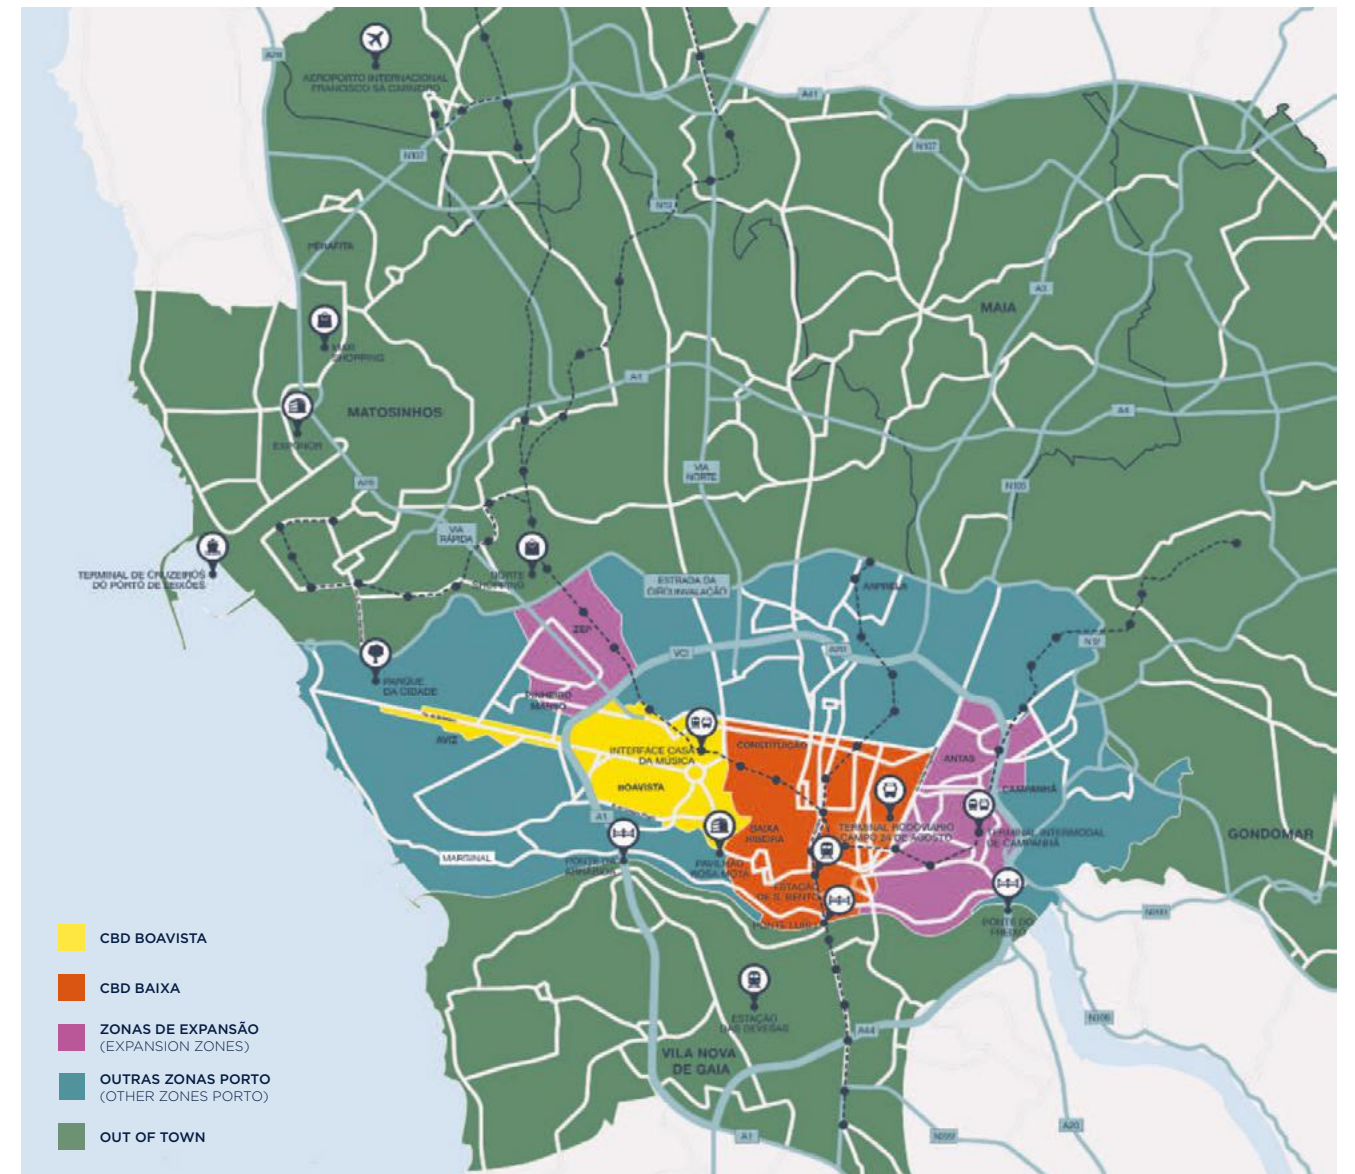 A28
AEROPORTO INTERNACIONAL
FRANCISCO SÁ CARNEIRO
A41
N107
N107
N13
PERAFITA
A3
MAIA
MAR
SHOPPING
A4
MATOSINHOS
A4
EXPONOR
VIA
NORTE
A28
N105
VIA
RÁPIDA
TERMINAL DE CRUZEIROS
DO PORTO DE LEIXÕES
NORTE
SHOPPING
ESTRADA DA
CIRCUNVALAÇÃO
ASPRELA
ZEP
VCI
A20
PARQUE
DA CIDADE
PINHEIRO
MANSO
AVIZ
INTERFACE CASA
DA MÚSICA
CONSTITUIÇÃO
ANTAS
BOAVISTA
CAMPANHÃ
A1
BAIXA
RIBEIRA
TERMINAL RODOVIÁRIO
CAMPO 24 DE AGOSTO
TERMINAL INTERMODAL
DE CAMPANHÃ
GONDOMAR
MARGINAL
PONTE DA
ARRÁBIDA
PAVILHÃO
ROSA MOTA
ESTAÇÃO
DE S. BENTO
PONTE LUIZ I
PONTE DO
FREIXO
CBD BOAVISTA
CBD BAIXA
ESTAÇÃO
DAS DEVESAS
N108
A44
ZONAS DE EXPANSÃO
(EXPANSION ZONES)
VILA NOVA
DE GAIA
OUTRAS ZONAS PORTO
(OTHER ZONES PORTO)
A1
A20
OUT OF TOWN